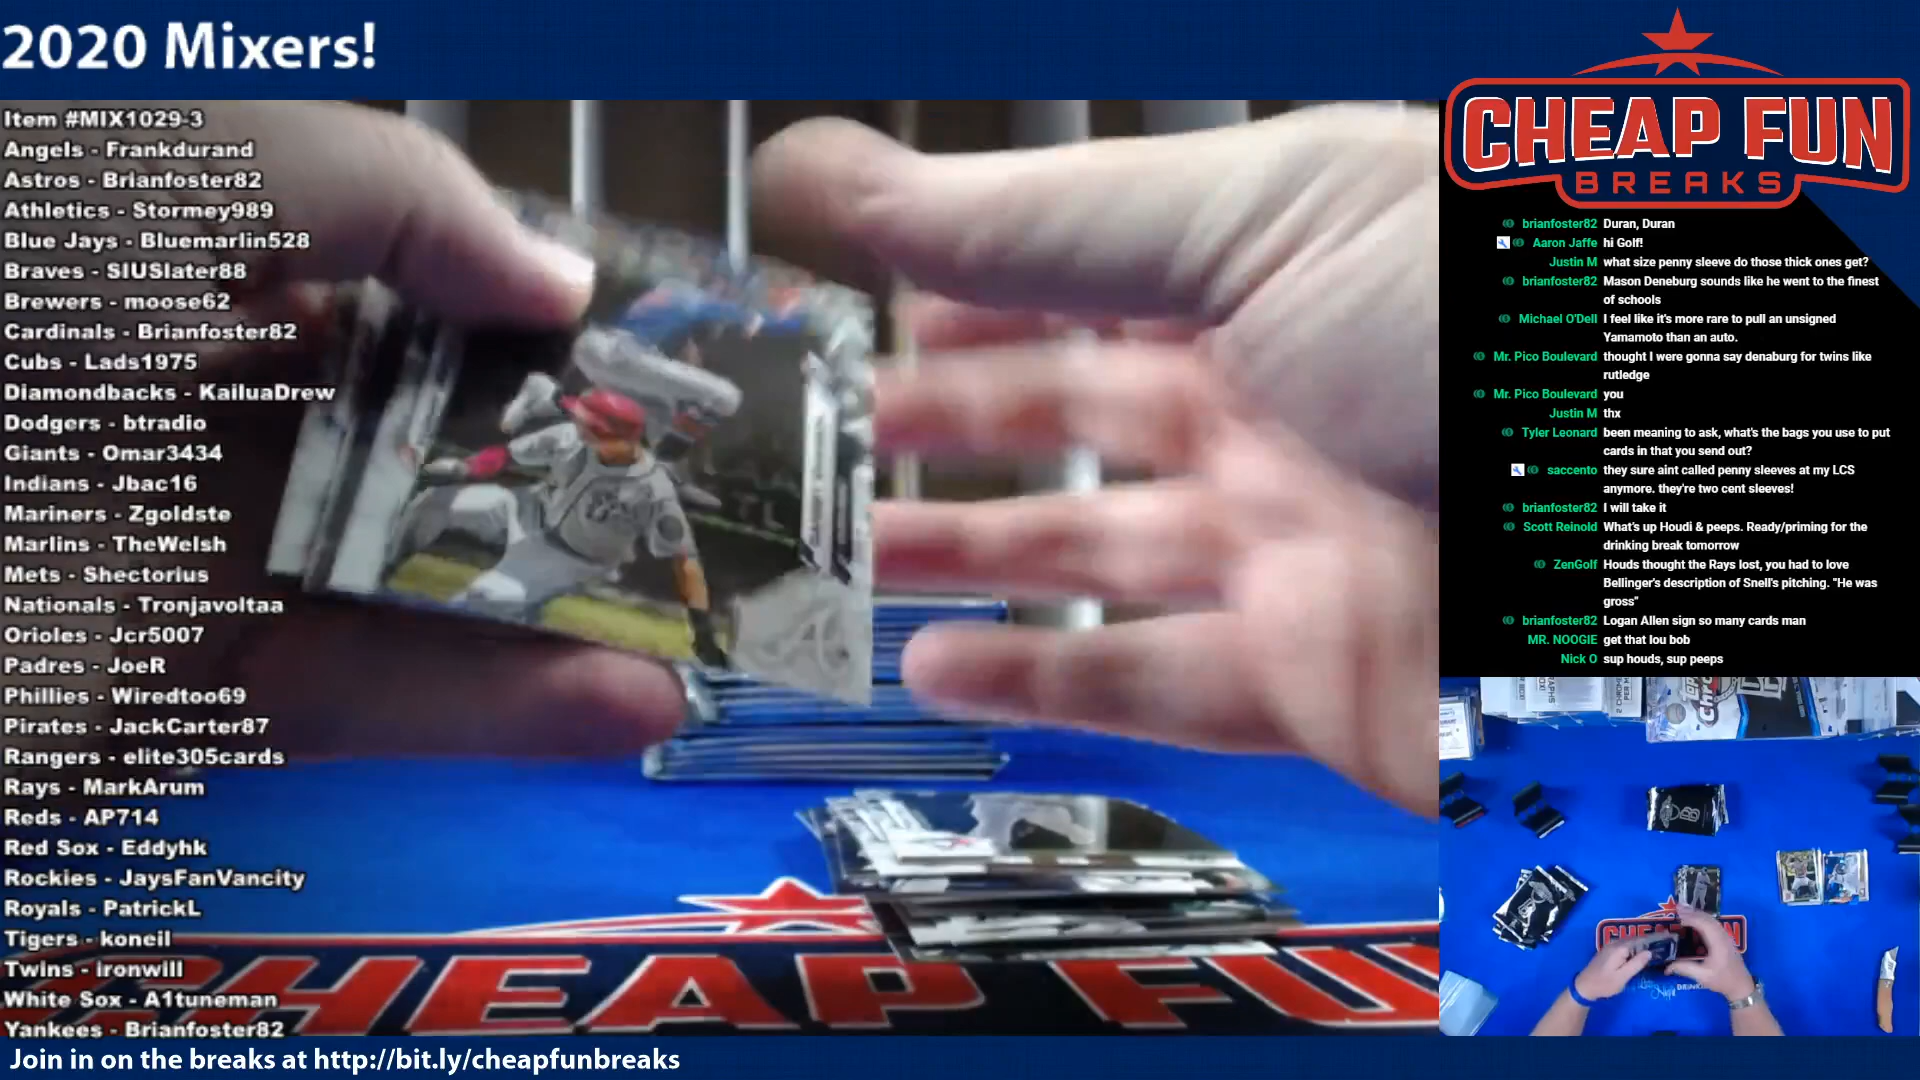 2020 Mixers!
Item #MIX1029-3
Angels - Frankdurand
Astros - Brianfoster82
Athletics - Stormey989
Blue Jays - Bluemarlin528
Braves - SIUSlater88
Brewers - moose62
Cardinals - Brianfoster82
Cubs - Lads1975
Diamondbacks - KailuaDrew
Dodgers - btradio
Giants - Omar3434
Indians - Jbac16
Mariners - Zgoldste
Marlins - TheWelsh
Mets - Shectorius
Nationals - Tronjavoltaa
Orioles - Jcr5007
Padres - JoeR
Phillies - Wiredtoo69
Pirates - JackCarter87
Rangers - elite305cards
Rays - MarkArum
Reds - AP714
Red Sox - Eddyhk
Rockies - JaysFanVancity
Royals - PatrickL
Tigers - koneil
Twins - ironwill
White Sox - A1tuneman
Yankees - Brianfoster82
CHEAP FU
Join in on the breaks at http://bit.ly/cheapfunbreaks
CHEAP FUN
BREAKS
brianfoster82 Duran, Duran
Aaron Jaffe hi Golf!
Justin M what size penny sleeve do those thick ones get?
brianfoster82 Mason Deneburg sounds like he went to the finest
of schools
Michael O'Dell I feel like it's more rare to pull an unsigned
Yamamoto than an auto.
Mr. Pico Boulevard thought I were gonna say denaburg for twins like
rutledge
Mr. Pico Boulevard you
Justin M thx
Tyler Leonard been meaning to ask, what's the bags you use to put
cards in that you send out?
saccento they sure aint called penny sleeves at my LCS
anymore. they're two cent sleeves!
brianfoster82 I will take it
Scott Reinold What's up Houdi & peeps. Ready/priming for the
drinking break tomorrow
ZenGolf Houds thought the Rays lost, you had to love
Bellinger's description of Snell's pitching. "He was
gross"
brianfoster82 Logan Allen sign so many cards man
MR. NOOGIE get that lou bob
Nick O sup houds, sup peeps